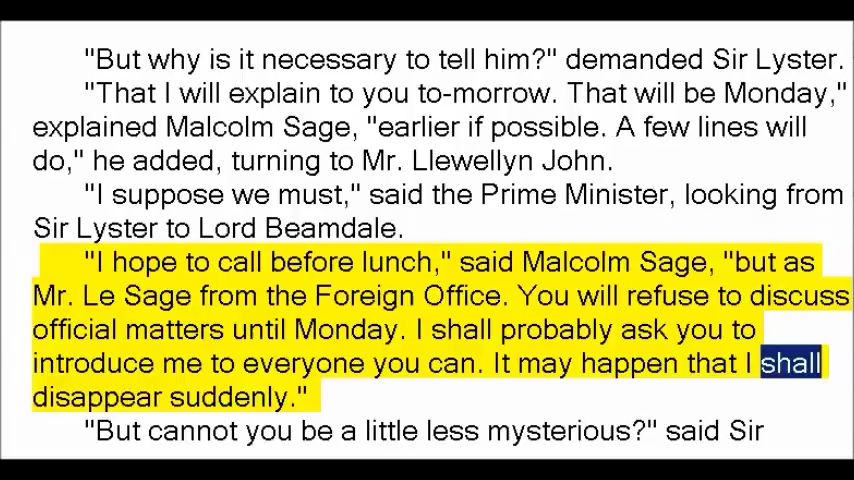 "But why is it necessary to tell him?" demanded Sir Lyster.
"That I will explain to you to-morrow. That will be Monday,"
explained Malcolm Sage, "earlier if possible. A few lines will
do," he added, turning to Mr. Llewellyn John.
"I suppose we must," said the Prime Minister, looking from
Sir Lyster to Lord Beamdale.
"I hope to call before lunch," said Malcolm Sage, "but as
Mr. Le Sage from the Foreign Office. You will refuse to discuss
official matters until Monday. I shall probably ask you to
introduce me to everyone you can. It may happen that I shall
disappear suddenly."
"But cannot you be a little less mysterious?" said Sir